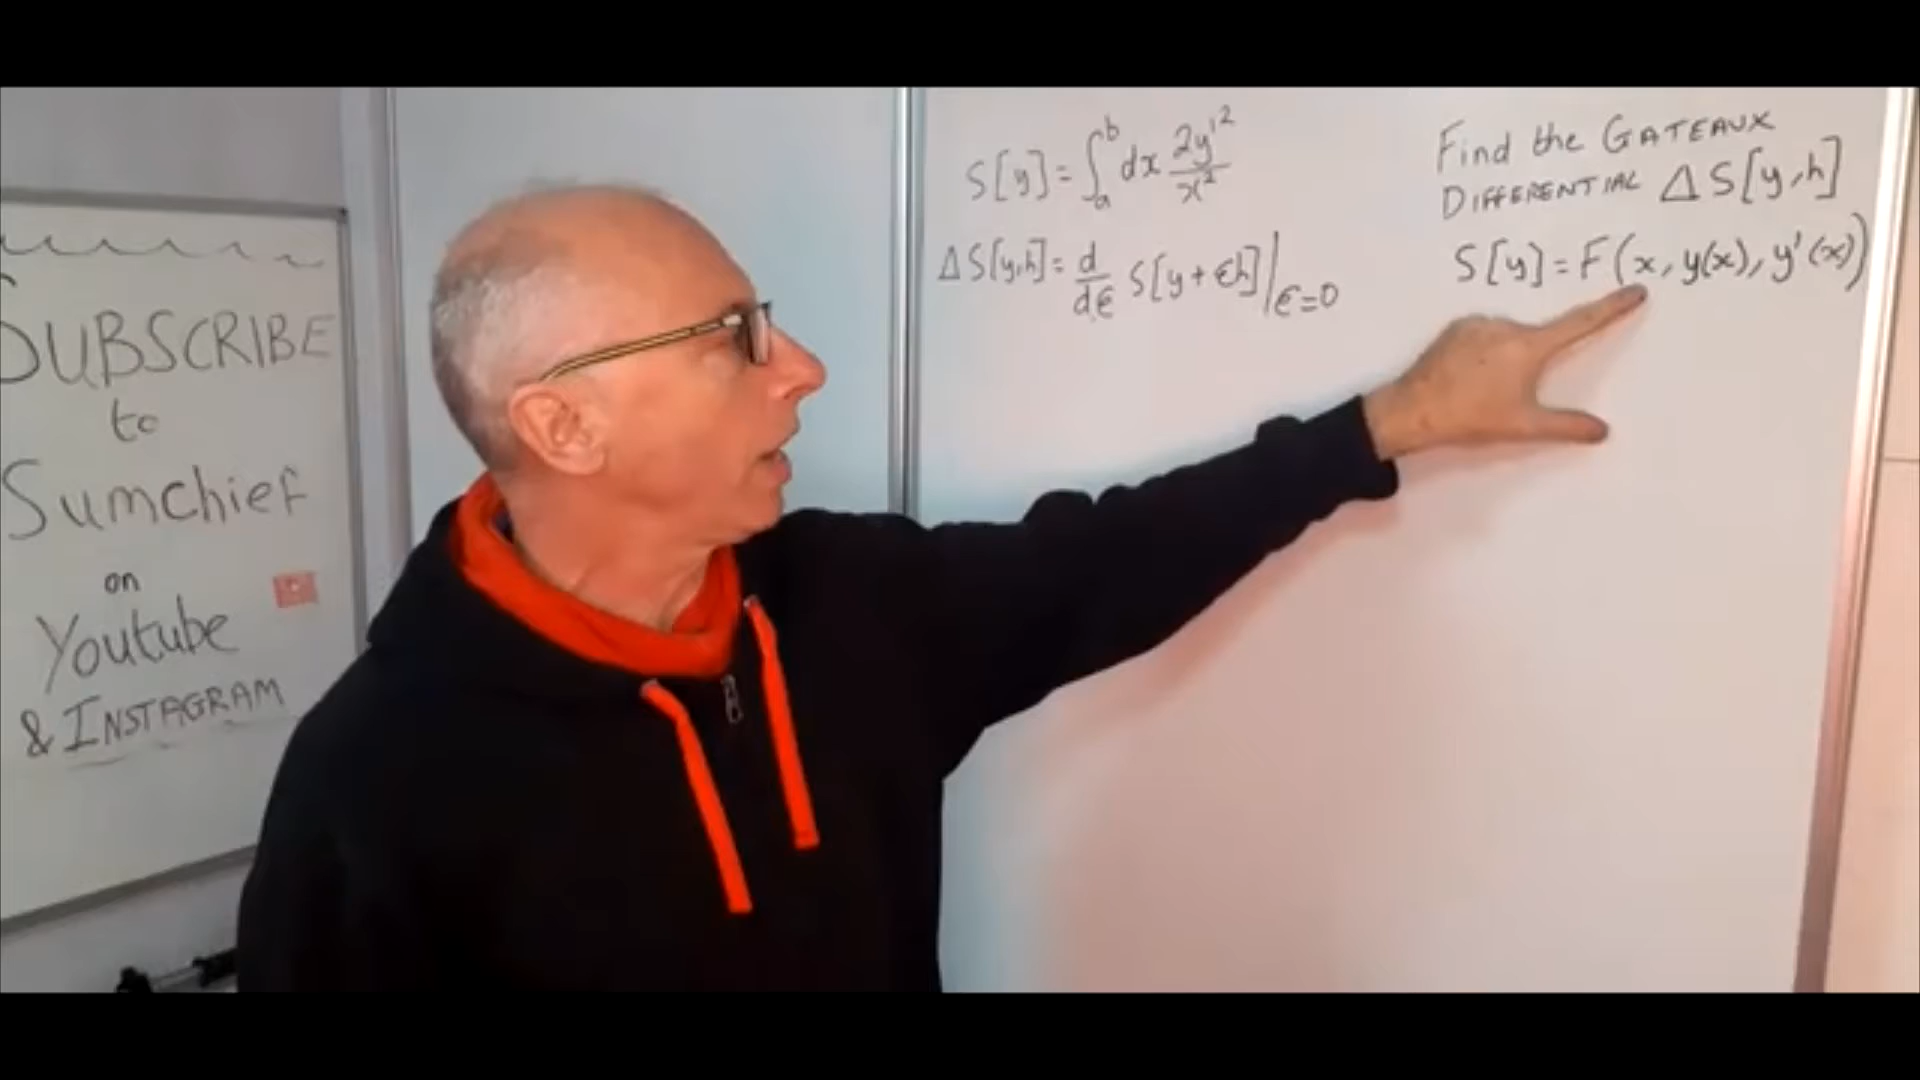 SUBSCRIBE
to
Sumchief
on
Youtube
& INSTAGRAM
S[y] = ∫ₐᵇ dx 2y'²/x²
ΔS[y,h] = d/dϵ S[y + ϵh]|ϵ=0
Find the GATEAUX
DIFFERENTIAL ΔS[y,h]
S[y] = F(x, y(x), y'(x))